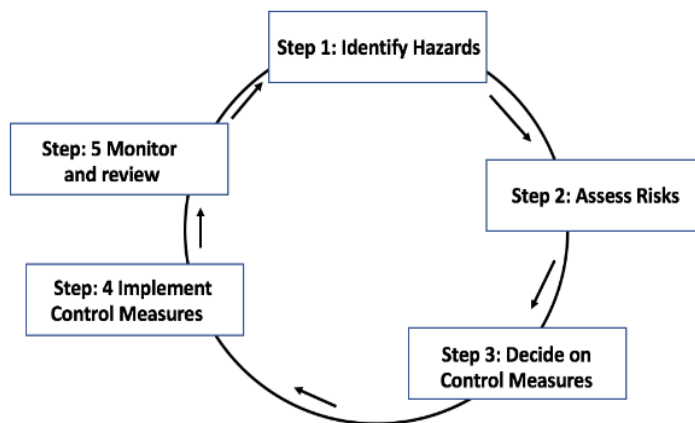 Step 1: Identify Hazards
Step 2: Assess Risks
Step 3: Decide on
Control Measures
Step: 4 Implement
Control Measures
Step: 5 Monitor
and review